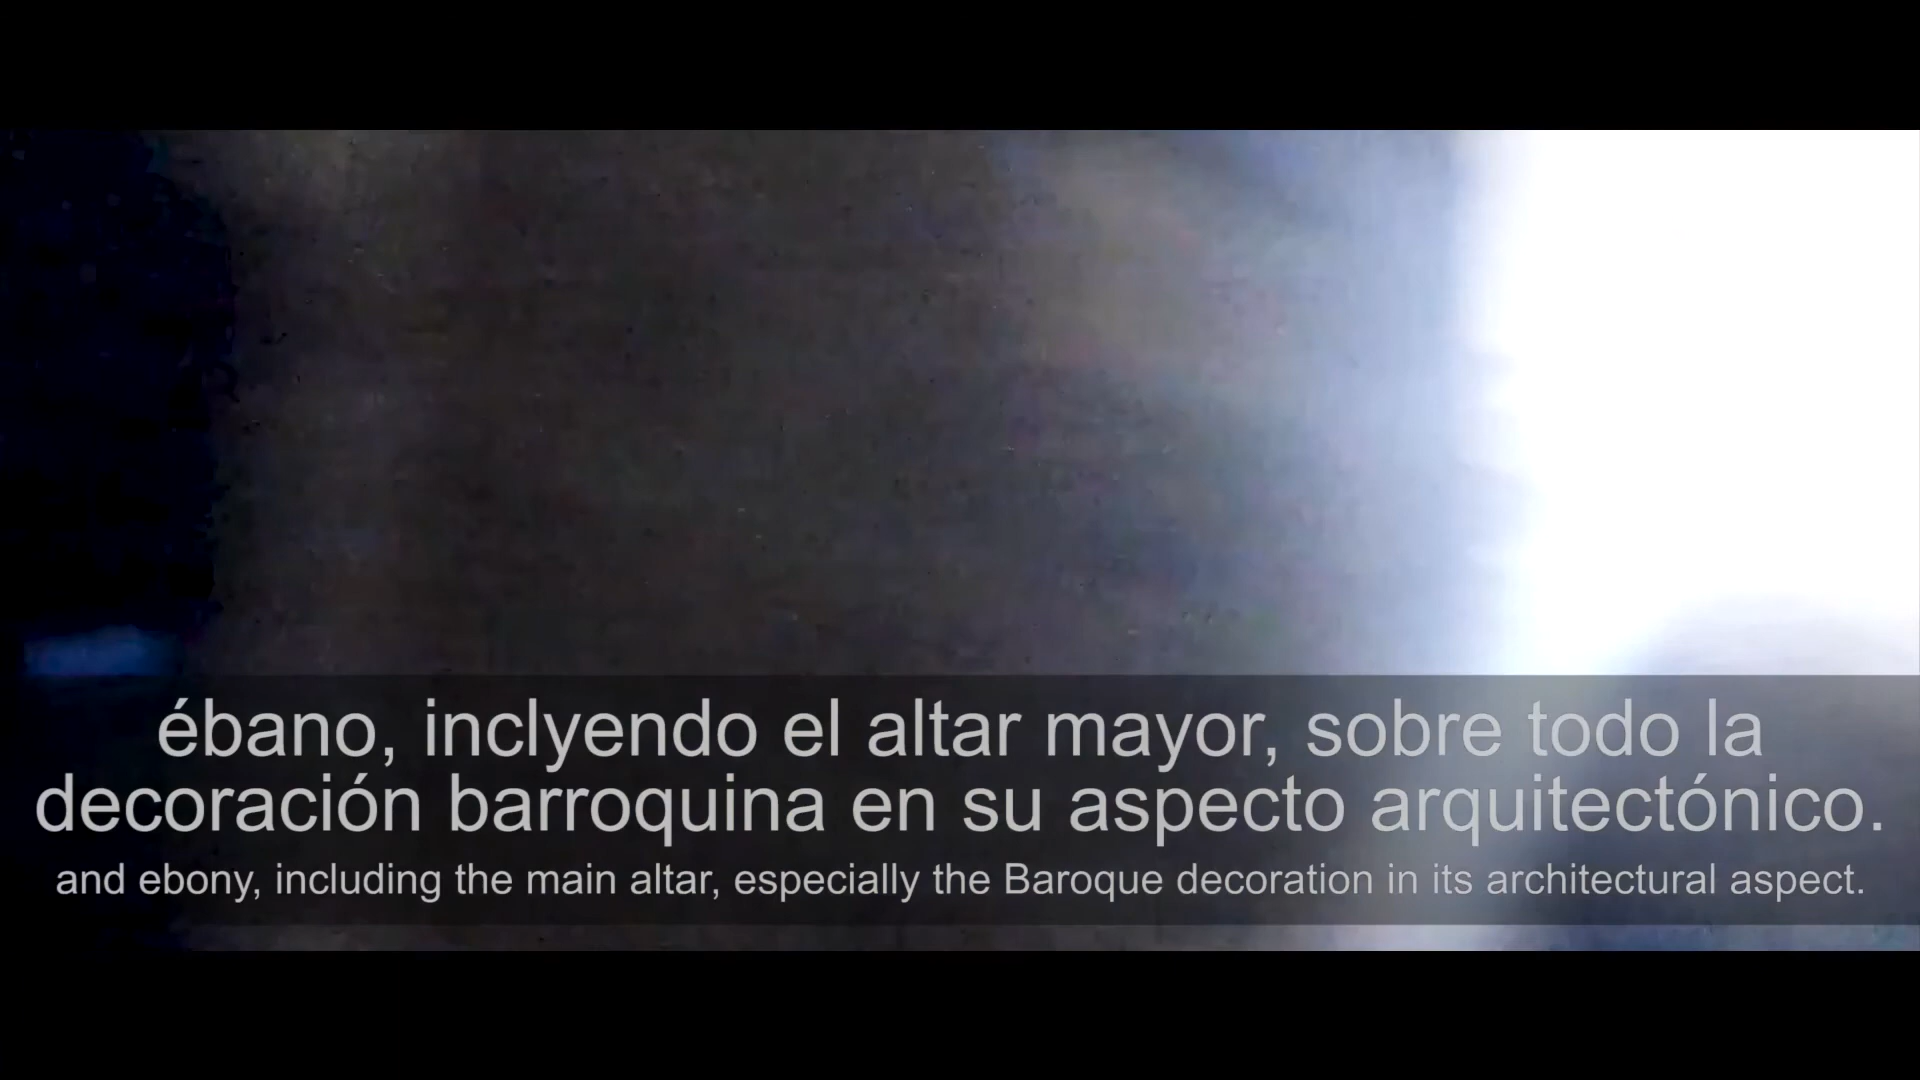 ébano, inclyendo el altar mayor, sobre todo la
decoración barroquina en su aspecto arquitectónico.
and ebony, including the main altar, especially the Baroque decoration in its architectural aspect.